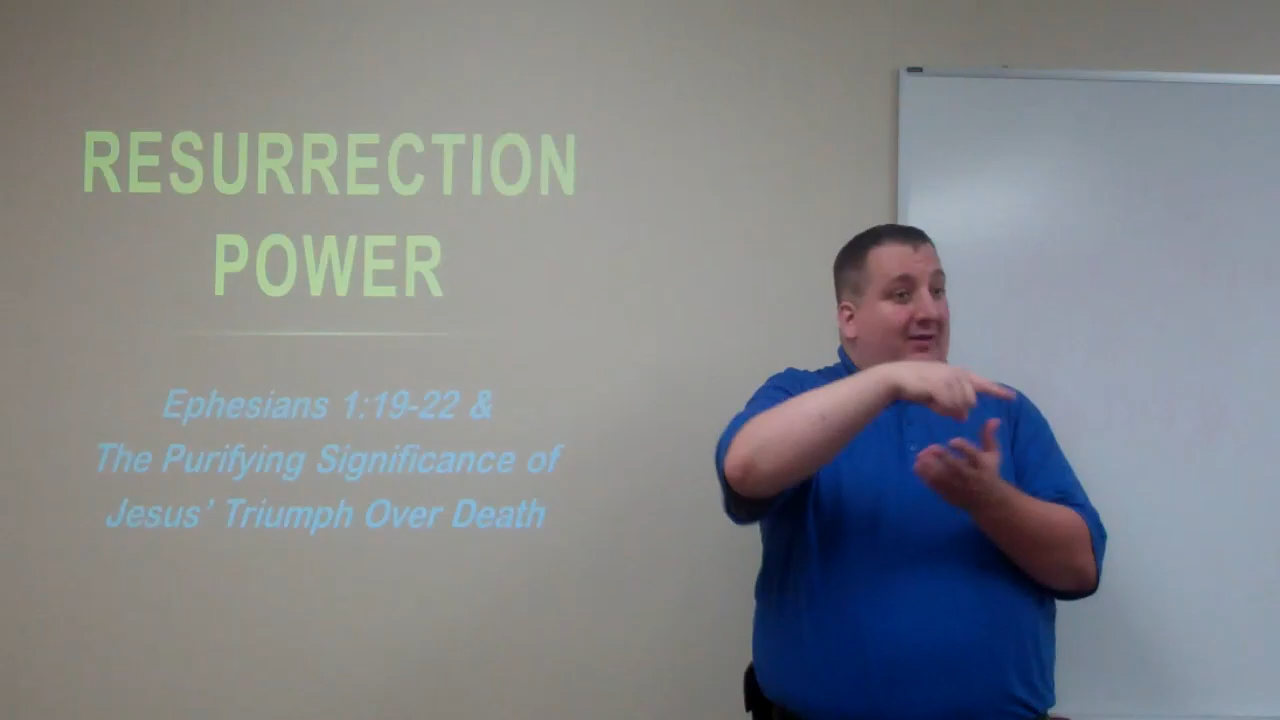 RESURRECTION
POWER
Ephesians 1:19-22 &
The Purifying Significance of
Jesus' Triumph Over Death